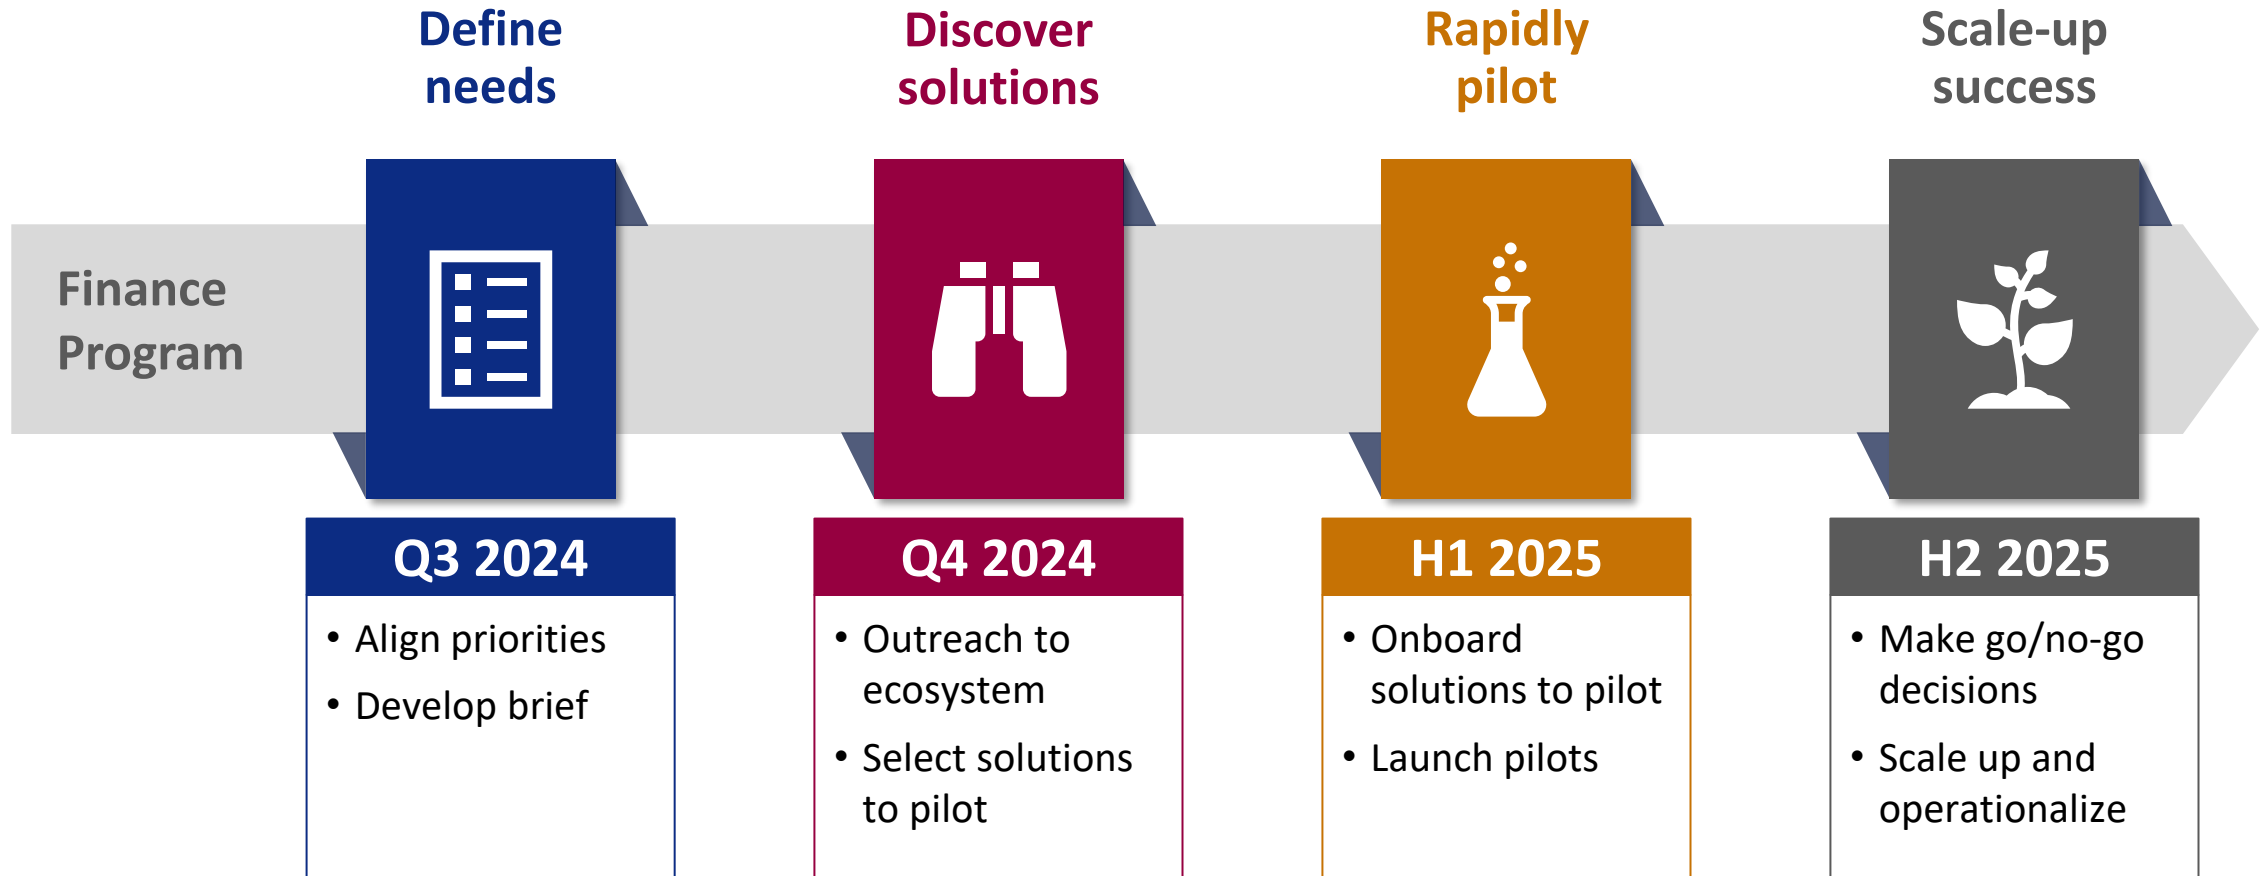 Define
needs
Discover
solutions
Rapidly
pilot
Scale-up
success
Finance
Program
Q3 2024
• Align priorities
• Develop brief
Q4 2024
• Outreach to
ecosystem
• Select solutions
to pilot
H1 2025
• Onboard
solutions to pilot
• Launch pilots
H2 2025
• Make go/no-go
decisions
• Scale up and
operationalize